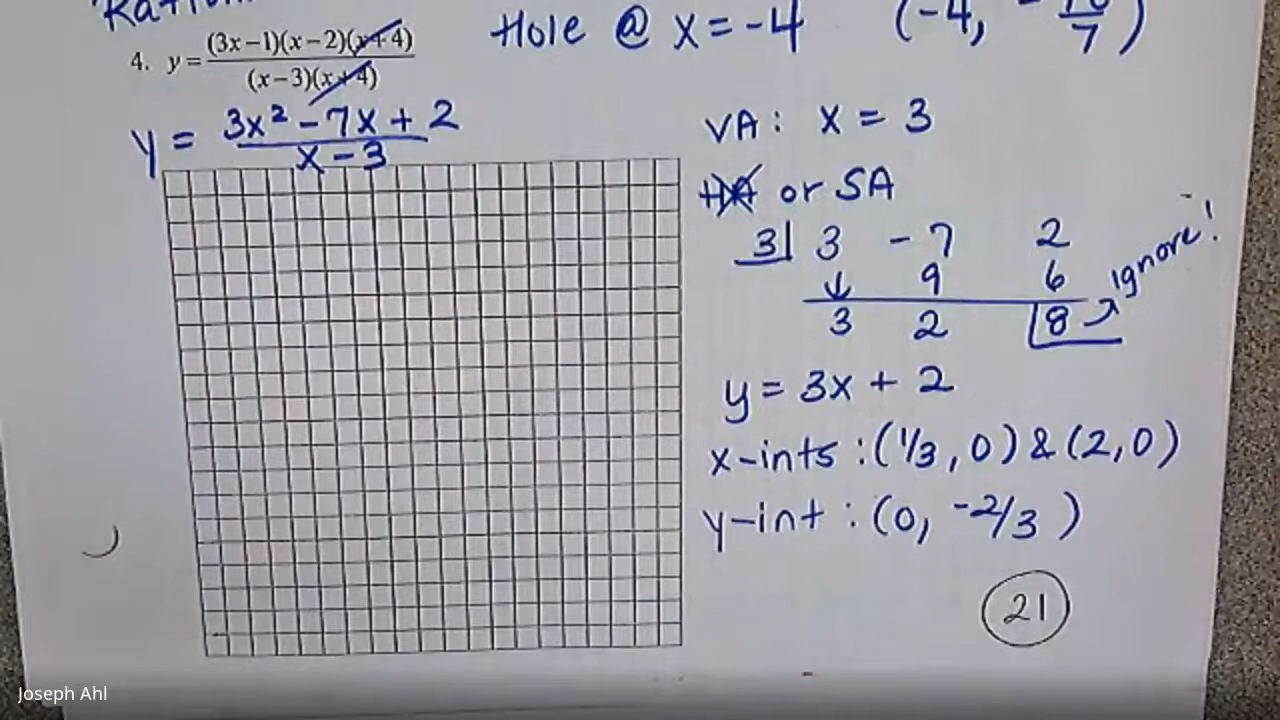 Hole @ x = -4
4. y = (3x-1)(x-2)(x+4) / (x-3)(x+4)
y = 3x² - 7x + 2 / x - 3
VA: x = 3
HA or SA
3| 3 -7 2
↓ 9 6 Ignore!
3 2 8
y = 3x + 2
x-ints : (1/3, 0) & (2, 0)
y-int : (0, -2/3)
21
Joseph Ahl